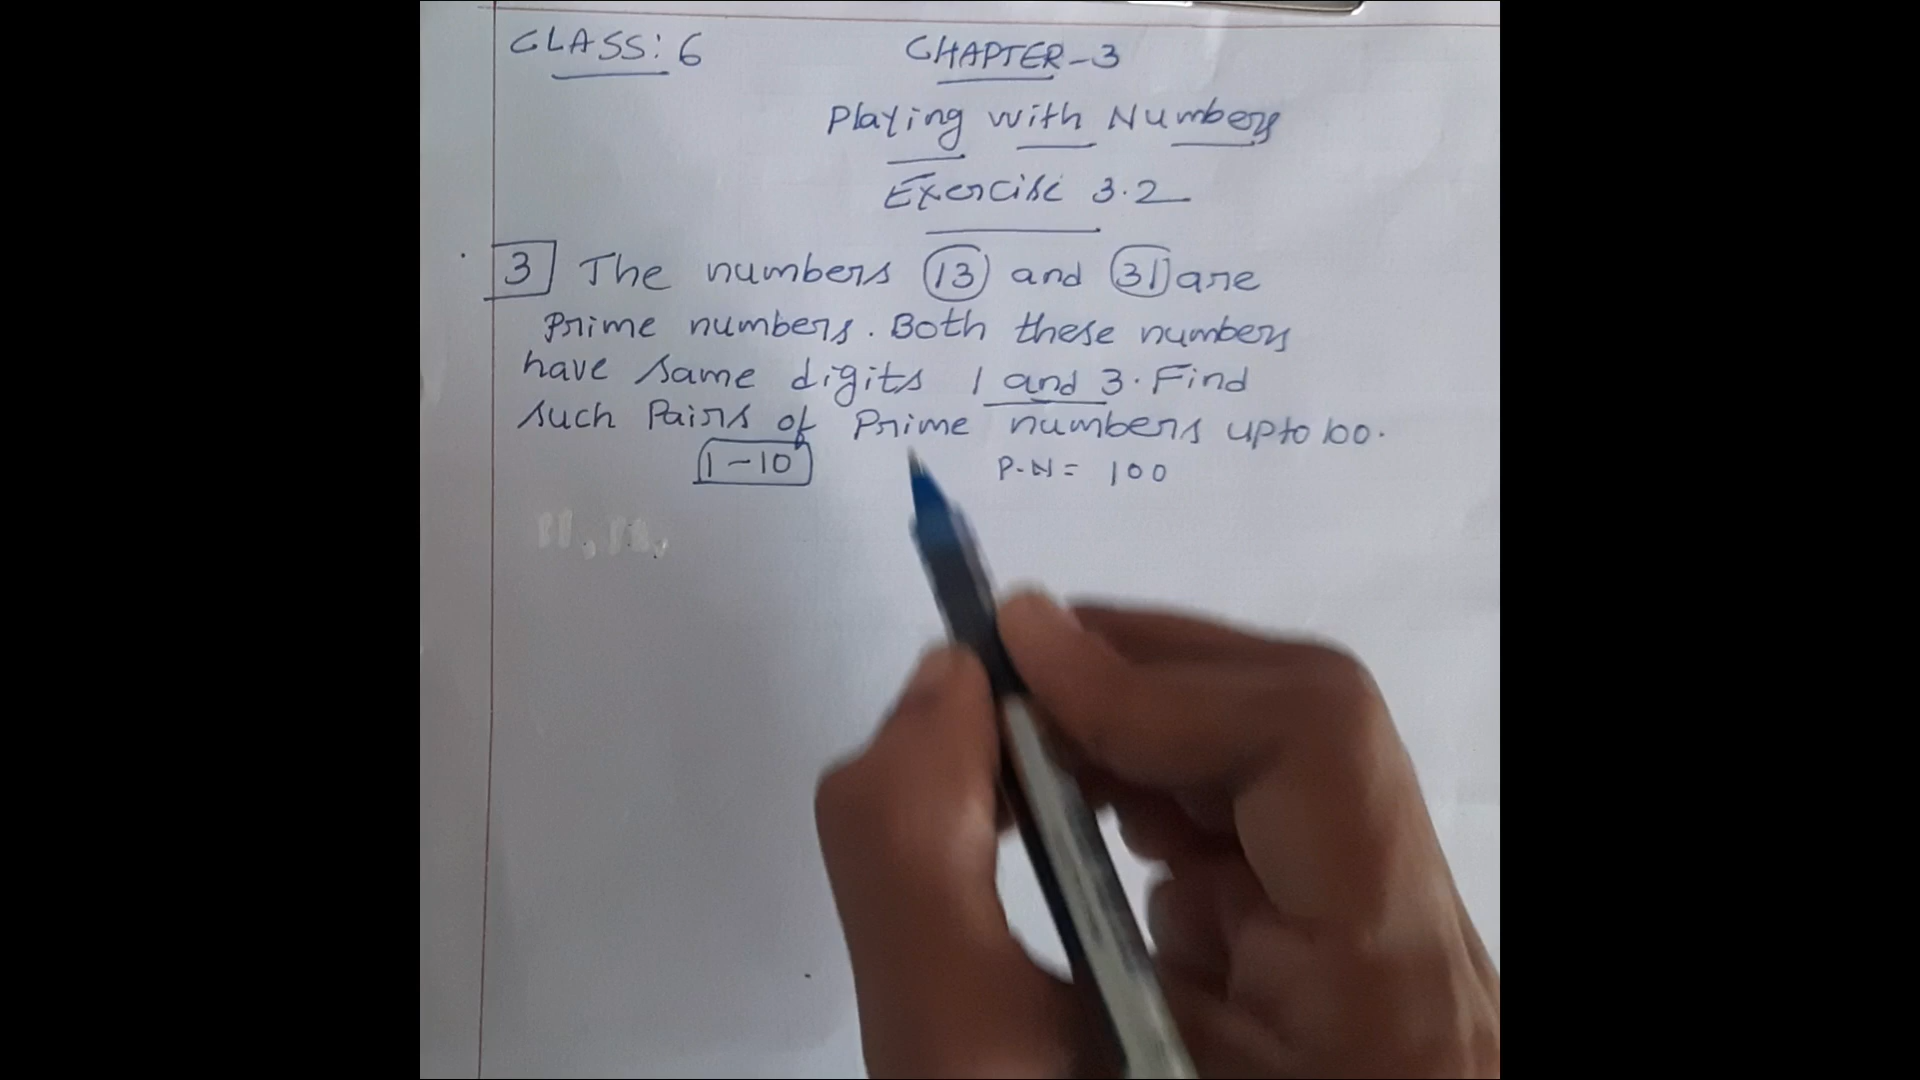 CLASS: 6
CHAPTER-3
Playing with Numbers
Exercise 3.2
3 The numbers 13 and 31 are
Prime numbers. Both these numbers
have same digits 1 and 3. Find
such Pairs of Prime numbers upto 100.
1-10
P.N = 100